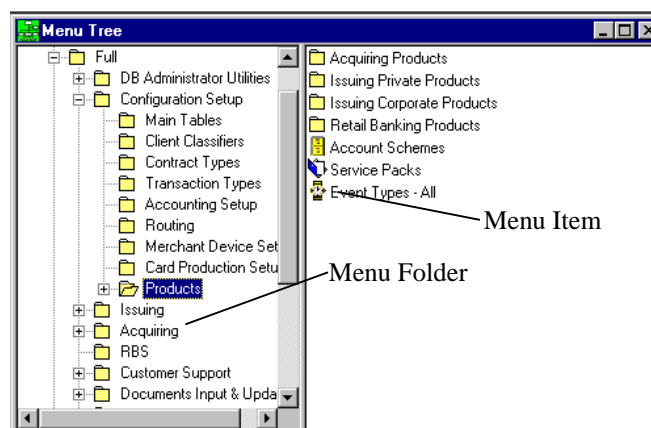 Menu Tree
Full
DB Administrator Utilities
Configuration Setup
Main Tables
Client Classifiers
Contract Types
Transaction Types
Accounting Setup
Routing
Merchant Device Set
Card Production Setu
Products
Issuing
Acquiring
RBS
Customer Support
Documents Input & Upda
Acquiring Products
Issuing Private Products
Issuing Corporate Products
Retail Banking Products
Account Schemes
Service Packs
Event Types - All
Menu Item
Menu Folder